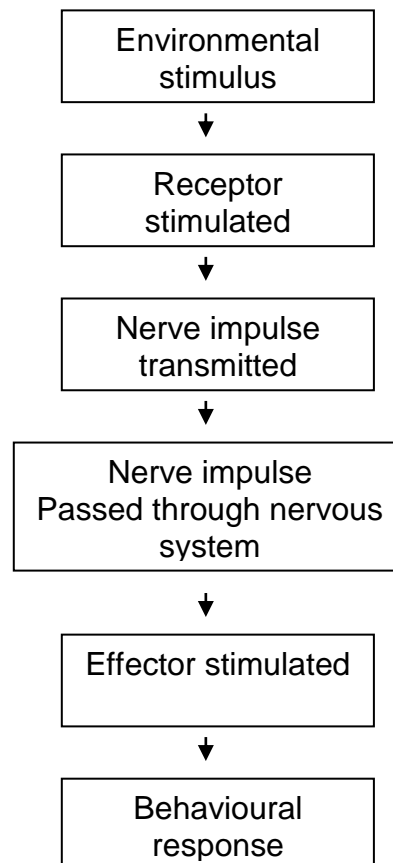 Environmental
stimulus
Receptor
stimulated
Nerve impulse
transmitted
Nerve impulse
Passed through nervous
system
Effector stimulated
Behavioural
response